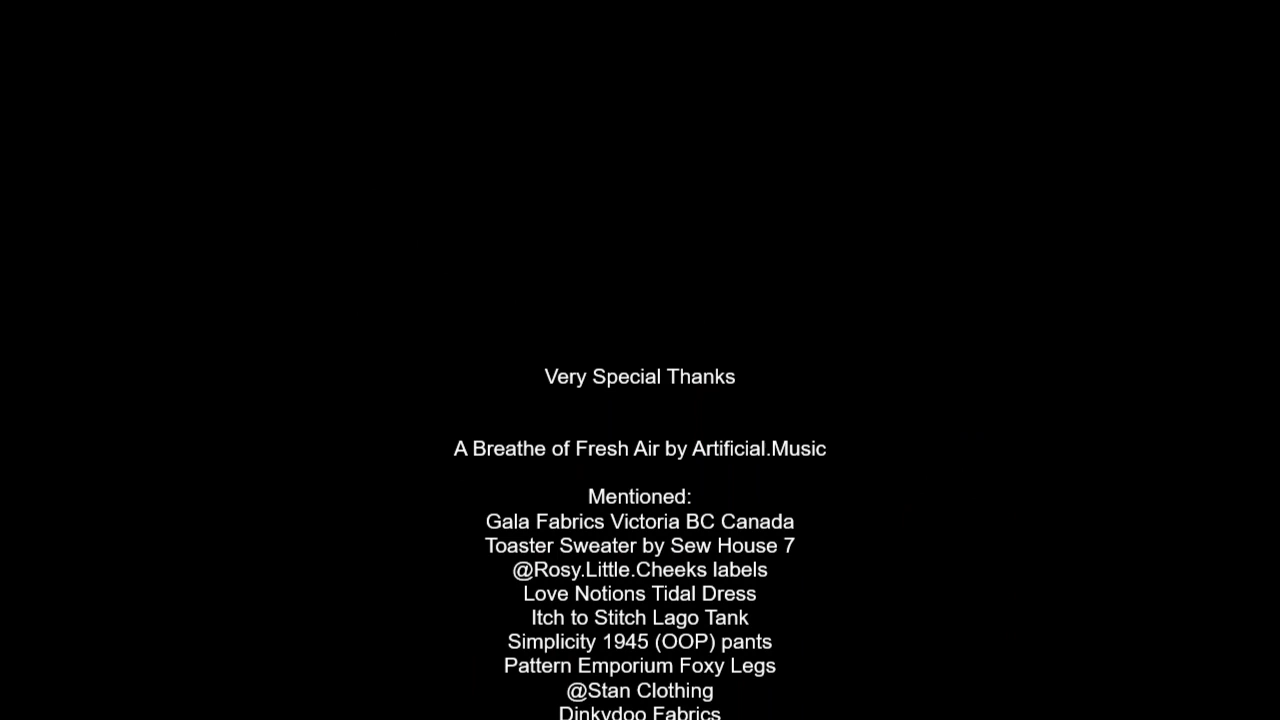 Very Special Thanks
A Breathe of Fresh Air by Artificial.Music
Mentioned:
Gala Fabrics Victoria BC Canada
Toaster Sweater by Sew House 7
@Rosy.Little.Cheeks labels
Love Notions Tidal Dress
Itch to Stitch Lago Tank
Simplicity 1945 (OOP) pants
Pattern Emporium Foxy Legs
@Stan Clothing
Dinkydoo Fabrics